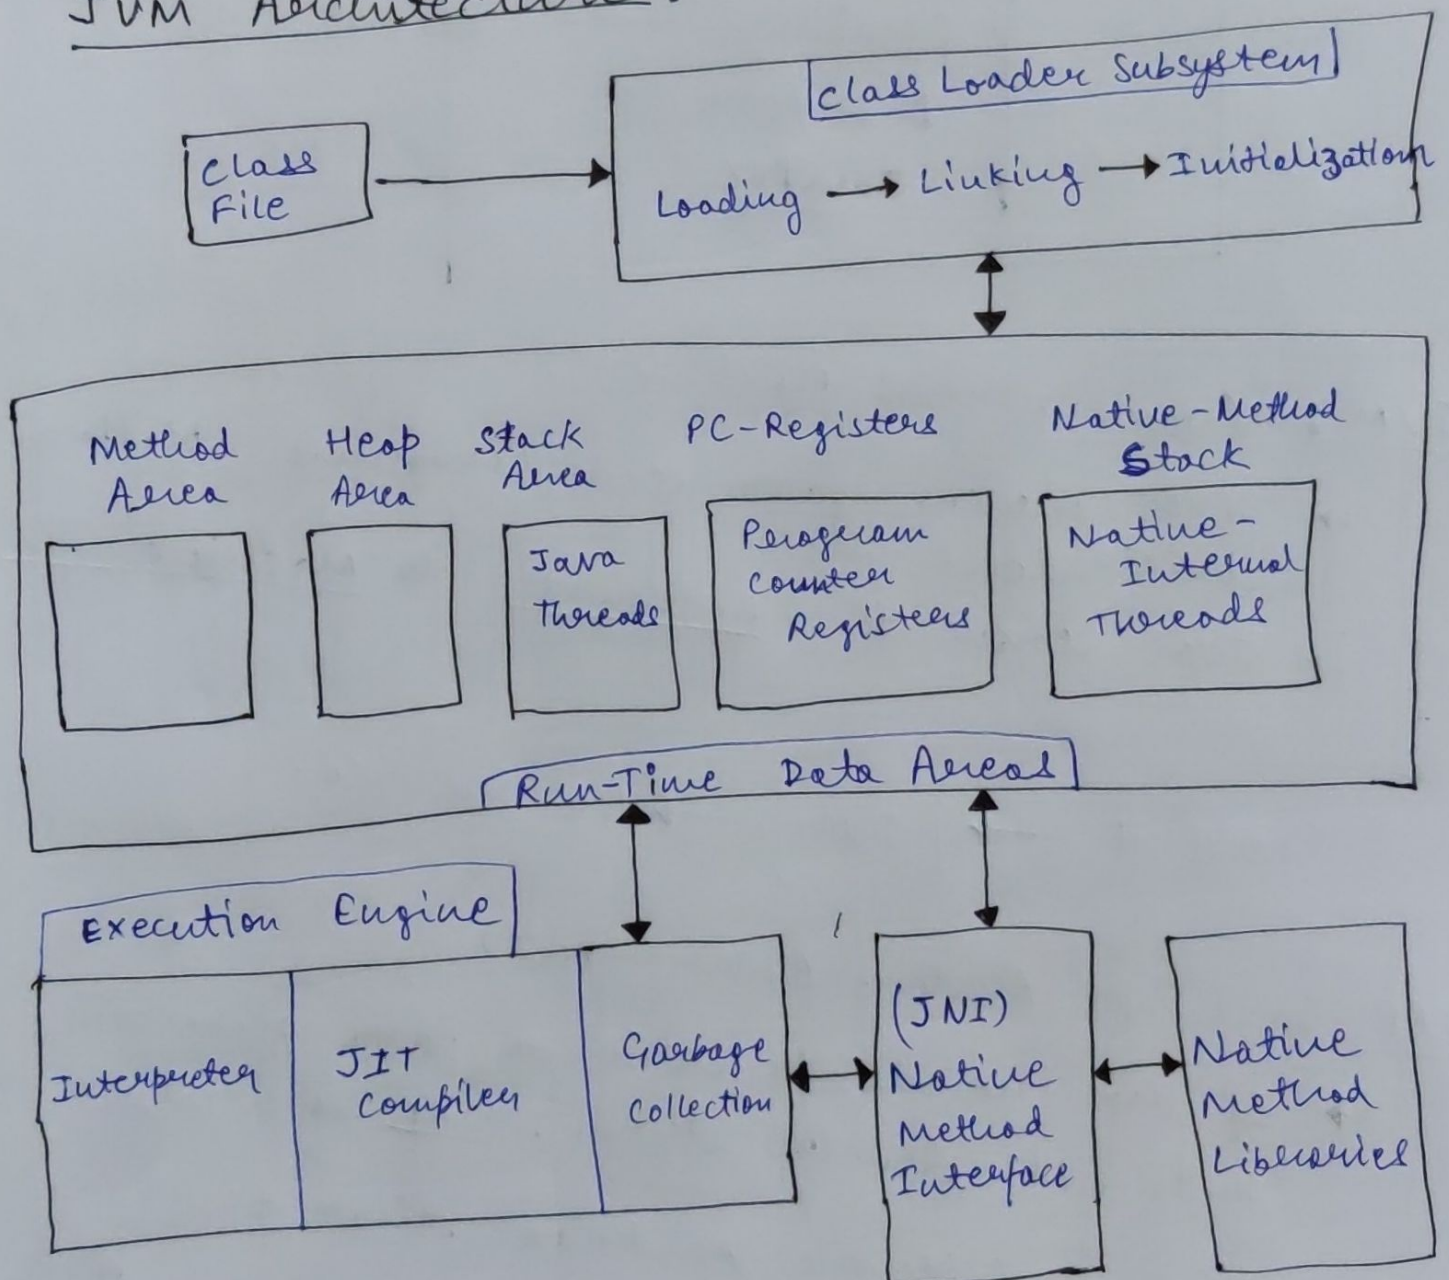 JVM Architecture:
Class Loader Subsystem
Class
File
Loading → Linking → Initialization
Method
Area
Heap
Area
Stack
Area
PC-Registers
Native-Method
Stack
Java
Threads
Program
Counter
Registers
Native-
Internal
Threads
Run-Time Data Areas
Execution Engine
Interpreter
JIT
Compiler
Garbage
Collection
(JNI)
Native
Method
Interface
Native
Method
Libraries